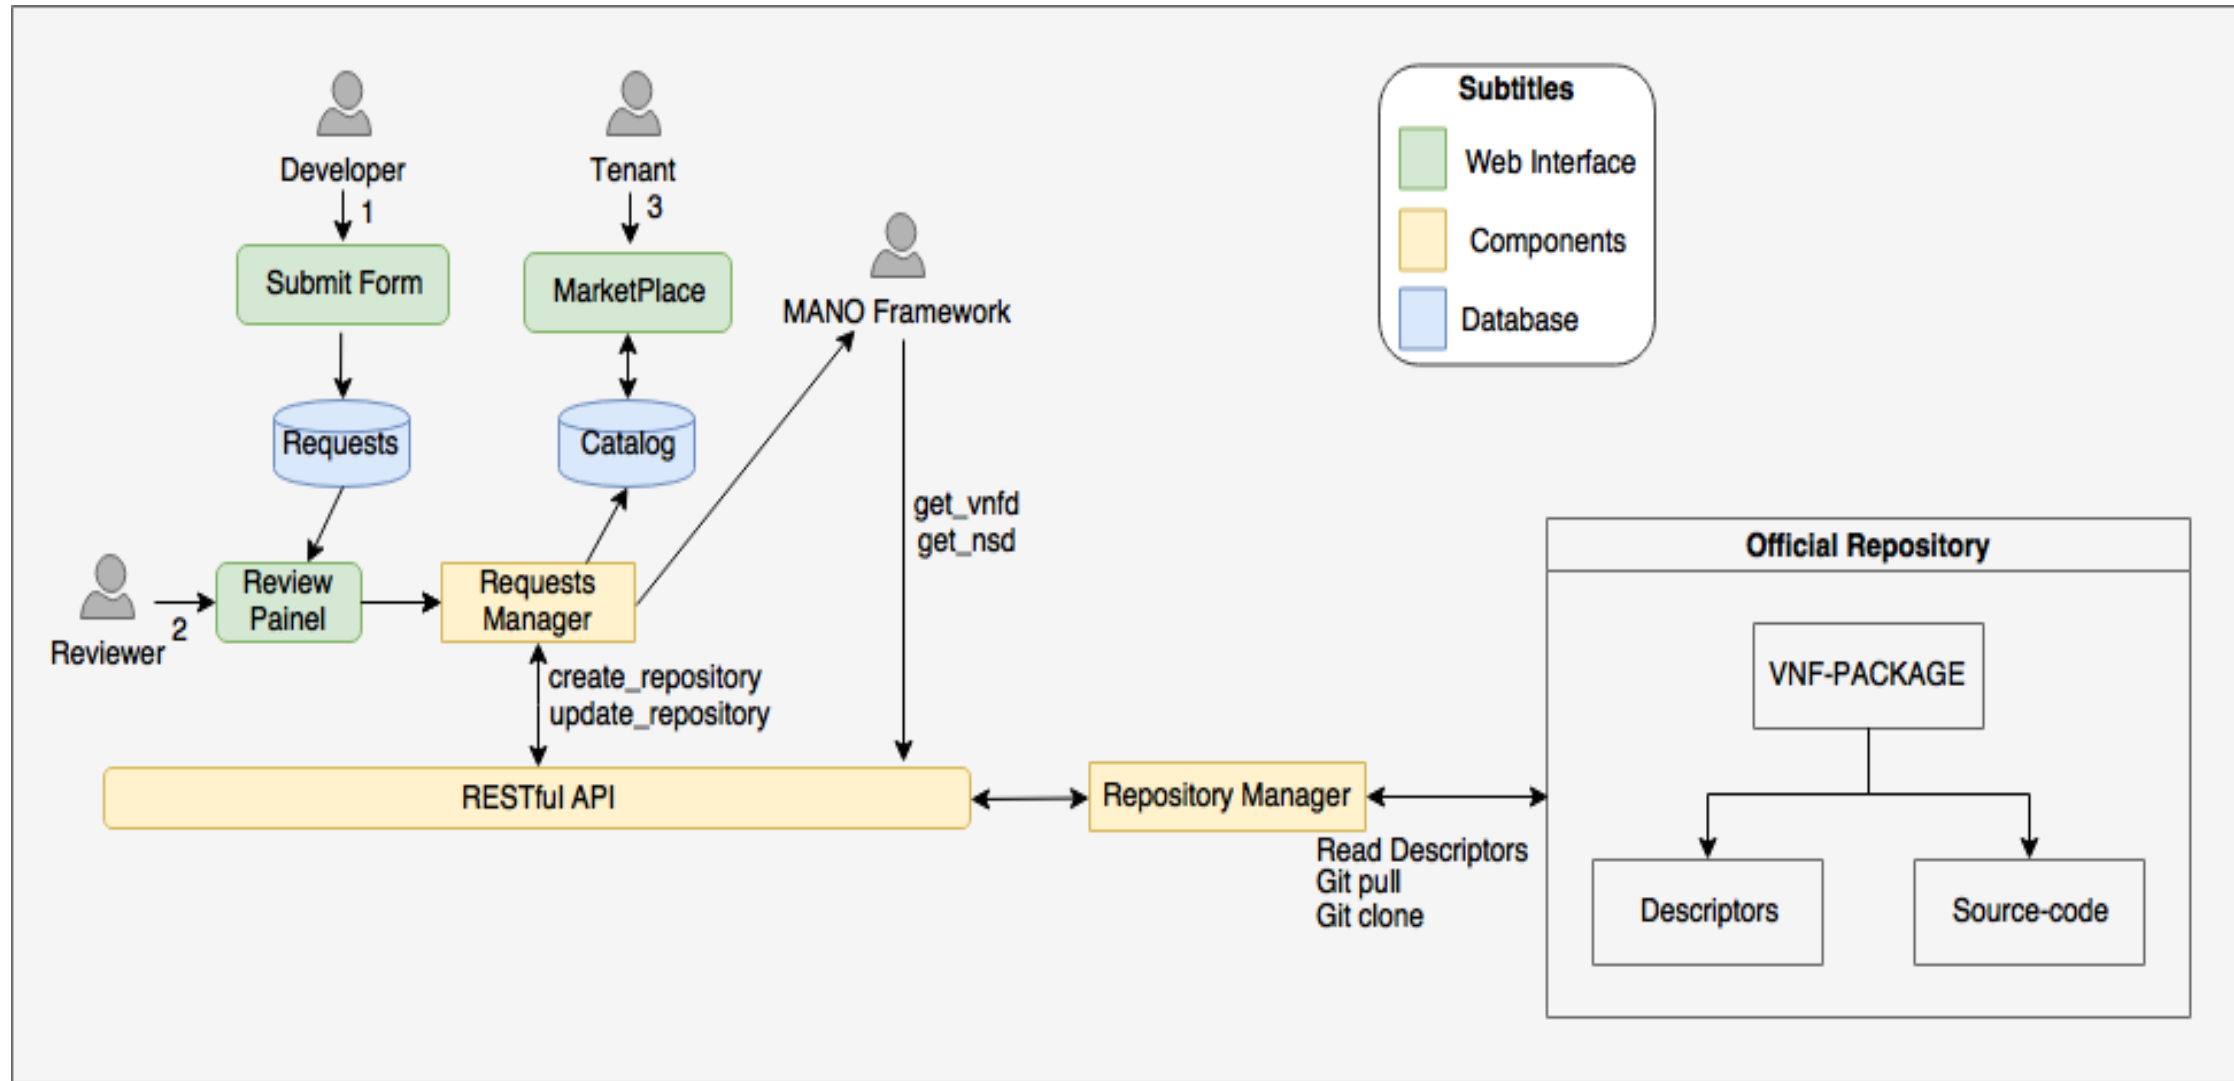 Developer
1
Submit Form
Requests
Tenant
3
MarketPlace
Catalog
MANO Framework
get_vnfd
get_nsd
Reviewer
2
Review
Painel
Requests
Manager
create_repository
update_repository
RESTful API
Repository Manager
Read Descriptors
Git pull
Git clone
Subtitles
Web Interface
Components
Database
Official Repository
VNF-PACKAGE
Descriptors
Source-code